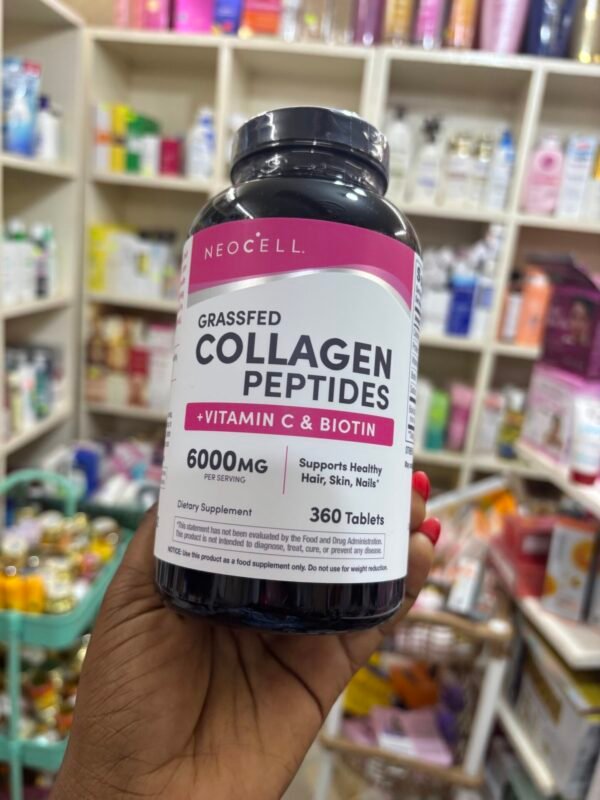 NEOCELL.
GRASSFED
COLLAGEN
PEPTIDES
+VITAMIN C & BIOTIN
6000MG
PER SERVING
Supports Healthy
Hair, Skin, Nails*
Dietary Supplement
360 Tablets
*This statement has not been evaluated by the Food and Drug Administration.
This product is not intended to diagnose, treat, cure, or prevent any disease.
NOTICE: Use this product as a food supplement only. Do not use for weight reduction.